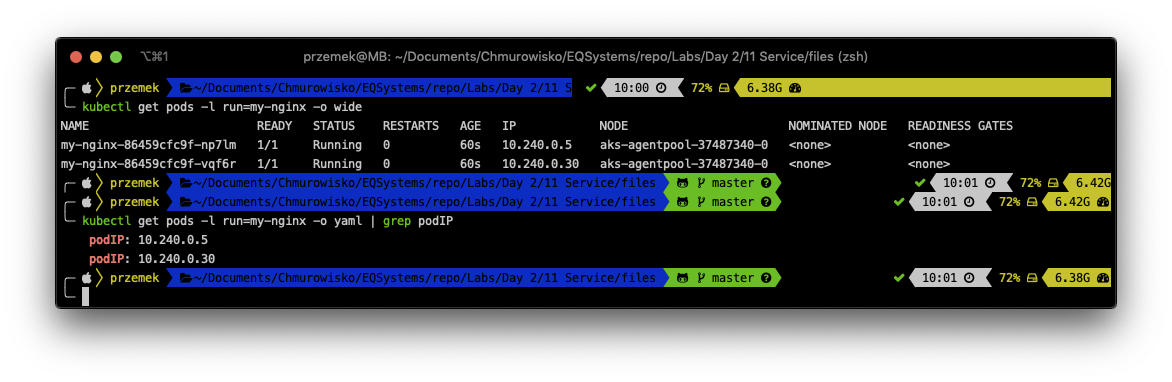 ⌥⌘1 przemek@MB: ~/Documents/Chmurowisko/EQSystems/repo/Labs/Day 2/11 Service/files (zsh)
przemek ~/Documents/Chmurowisko/EQSystems/repo/Labs/Day 2/11 S ✔ 10:00 72% 6.38G
kubectl get pods -l run=my-nginx -o wide
NAME READY STATUS RESTARTS AGE IP NODE NOMINATED NODE READINESS GATES
my-nginx-86459cfc9f-np7lm 1/1 Running 0 60s 10.240.0.5 aks-agentpool-37487340-0 <none> <none>
my-nginx-86459cfc9f-vqf6r 1/1 Running 0 60s 10.240.0.30 aks-agentpool-37487340-0 <none> <none>
przemek ~/Documents/Chmurowisko/EQSystems/repo/Labs/Day 2/11 Service/files master ? ✔ 10:01 72% 6.42G
przemek ~/Documents/Chmurowisko/EQSystems/repo/Labs/Day 2/11 Service/files master ? ✔ 10:01 72% 6.42G
kubectl get pods -l run=my-nginx -o yaml | grep podIP
podIP: 10.240.0.5
podIP: 10.240.0.30
przemek ~/Documents/Chmurowisko/EQSystems/repo/Labs/Day 2/11 Service/files master ? ✔ 10:01 72% 6.38G